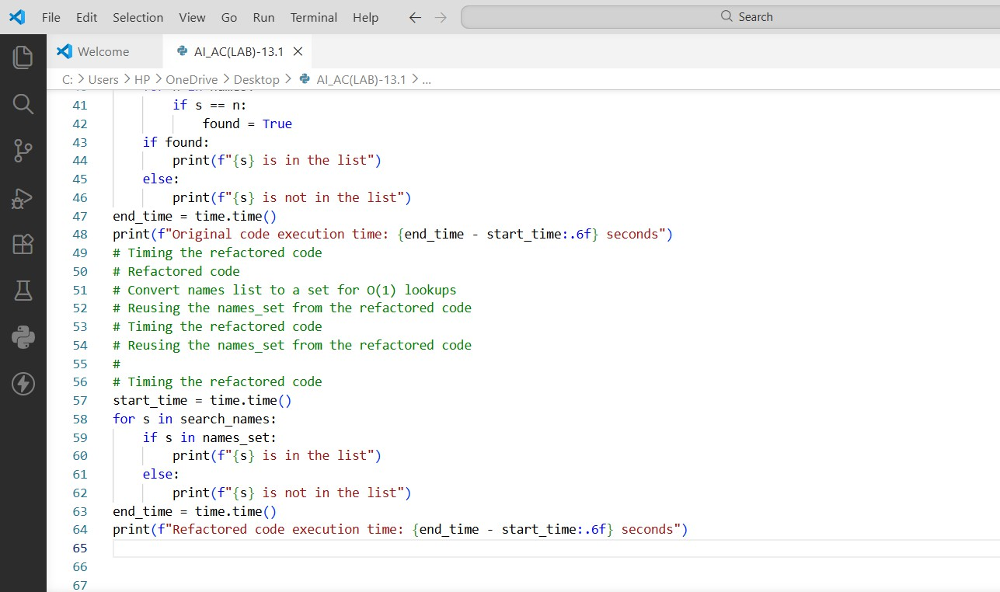 File Edit Selection View Go Run Terminal Help Search
Welcome AI_AC(LAB)-13.1
C: > Users > HP > OneDrive > Desktop > AI_AC(LAB)-13.1 > ...
41 if s == n:
42 found = True
43 if found:
44 print(f"{s} is in the list")
45 else:
46 print(f"{s} is not in the list")
47 end_time = time.time()
48 print(f"Original code execution time: {end_time - start_time:.6f} seconds")
49 # Timing the refactored code
50 # Refactored code
51 # Convert names list to a set for O(1) lookups
52 # Reusing the names_set from the refactored code
53 # Timing the refactored code
54 # Reusing the names_set from the refactored code
55 #
56 # Timing the refactored code
57 start_time = time.time()
58 for s in search_names:
59 if s in names_set:
60 print(f"{s} is in the list")
61 else:
62 print(f"{s} is not in the list")
63 end_time = time.time()
64 print(f"Refactored code execution time: {end_time - start_time:.6f} seconds")
65
66
67